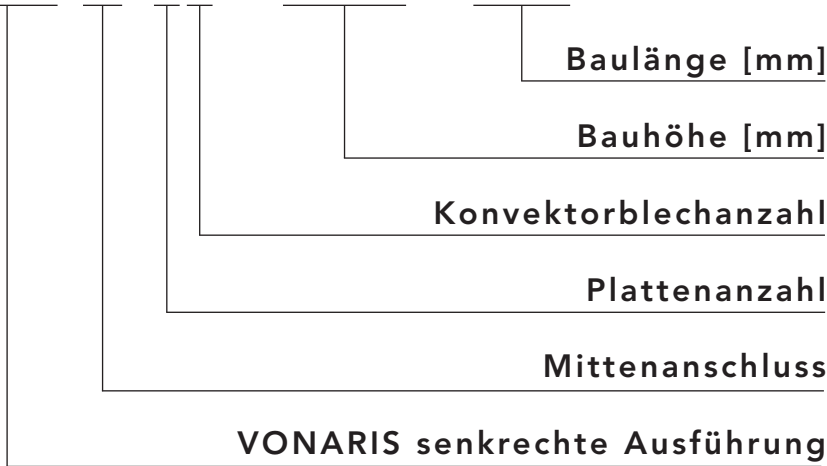 Baulänge [mm]
Bauhöhe [mm]
Konvektorblechanzahl
Plattenanzahl
Mittenanschluss
VONARIS senkrechte Ausführung